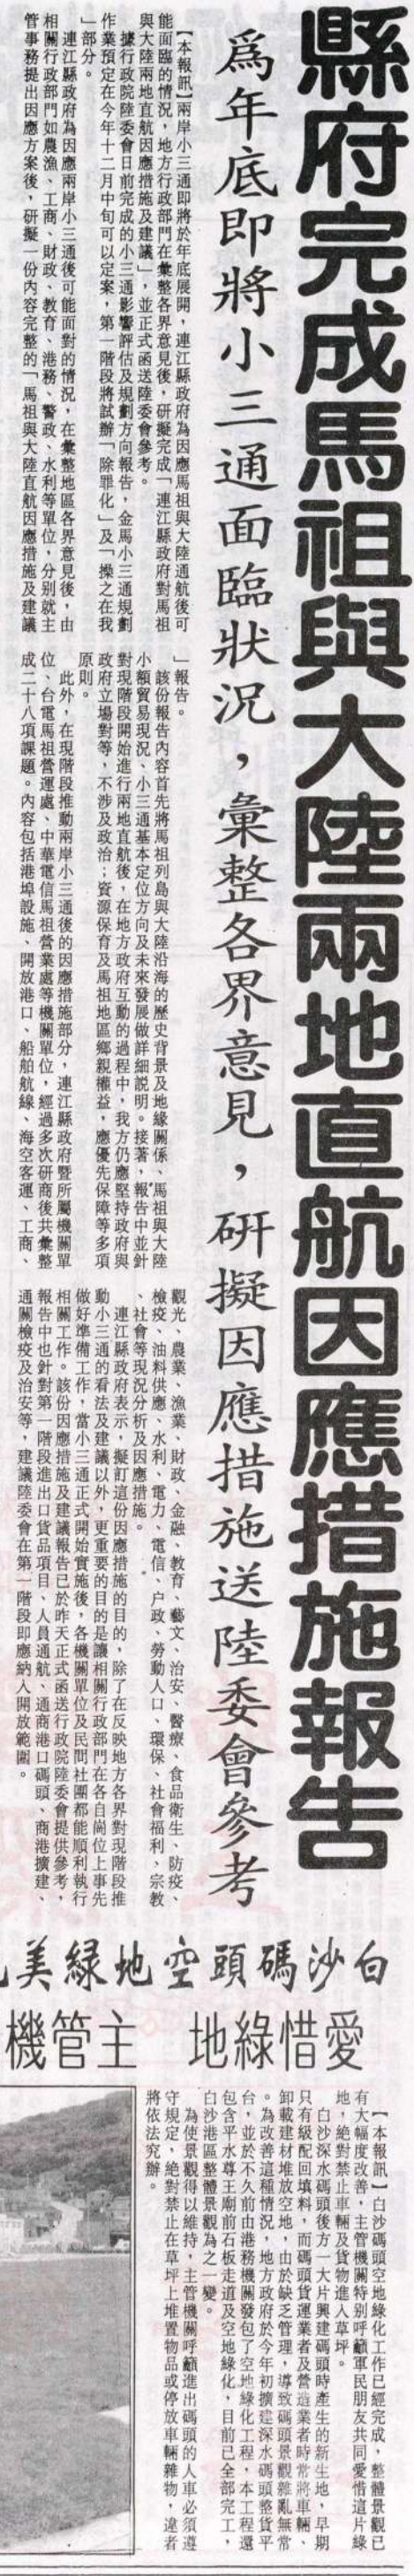 縣府完成馬祖與大陸兩地直航因應措施報告
為年底即將小三通面臨狀況，彙整各界意見，研擬因應措施送陸委會參考
【本報訊】兩岸小三通即將於年底展開，連江縣政府為因應馬祖與大陸通航後可
能面臨的情況，地方行政部門在彙整各界意見後，研擬完成「連江縣政府對馬祖
與大陸兩地直航因應措施及建議」，並正式函送陸委會參考。
據行政院陸委會日前完成的小三通影響評估及規劃方向報告，金馬小三通規劃
作業預定在今年十二月中旬可以定案，第一階段將試辦「除罪化」及「操之在我
」部分。
連江縣政府為因應兩岸小三通後可能面對的情況，在彙整地區各界意見後，由
相關行政部門如農漁、工商、財政、教育、港務、警政、水利等單位，分別就主
管事務提出因應方案後，研擬一份內容完整的「馬祖與大陸直航因應措施及建議
」報告。
該份報告內容首先將馬祖列島與大陸沿海的歷史背景及地緣關係、馬祖與大陸
小額貿易現況、小三通基本定位方向及未來發展做詳細說明。接著，報告中並針
對現階段開始進行兩地直航後，在地方政府互動的過程中，我方仍應堅持政府與
政府立場對等，不涉及政治；資源保育及馬祖地區鄉親權益，應優先保障等多項
原則。
此外，在現階段推動兩岸小三通後的因應措施部分，連江縣政府暨所屬機關單
位、台電馬祖營運處、中華電信馬祖營業處等機關單位，經過多次研商後共彙整
成二十八項課題。內容包括港埠設施、開放港口、船舶航線、海空客運、工商、
觀光、農業、漁業、財政、金融、教育、藝文、治安、醫療、食品衛生、防疫、
檢疫、油料供應、水利、電力、電信、戶政、勞動人口、環保、社會福利、宗教
、社會等現況分析及因應措施。
連江縣政府表示，擬訂這份因應措施的目的，除了在反映地方各界對現階段推
動小三通的看法及建議以外，更重要的目的是讓相關行政部門在各自崗位上事先
做好準備工作，當小三通正式開始實施後，各機關單位及民間社團都能順利執行
相關工作。該份因應措施及建議報告已於昨天正式函送行政院陸委會提供參考，
報告中也針對第一階段進出口貨品項目、人員通航、通商港口碼頭、商港擴建、
通關檢疫及治安等，建議陸委會在第一階段即應納入開放範圍。
白沙碼頭空地綠美
愛惜綠地　主管機
【本報訊】白沙碼頭空地綠化工作已經完成，整體景觀已
有大幅度改善，主管機關特別呼籲軍民朋友共同愛惜這片綠
地，絕對禁止車輛及貨物進入草坪。
白沙深水碼頭後方一大片興建碼頭時產生的新生地，早期
只有級配回填料，而碼頭貨運業者及營造業者時常將車輛、
卸載建材堆放空地，由於缺乏管理，導致碼頭景觀雜亂無常
。為改善這種情況，地方政府於今年初擴建深水碼頭整貨平
台，並於不久前由港務機關發包了空地綠化工程，本工程還
包含平水尊王廟前石板走道及空地綠化，目前已全部完工，
白沙港區整體景觀為之一變。
為使景觀得以維持，主管機關呼籲進出碼頭的人車必須遵
守規定，絕對禁止在草坪上堆置物品或停放車輛雜物，違者
將依法究辦。